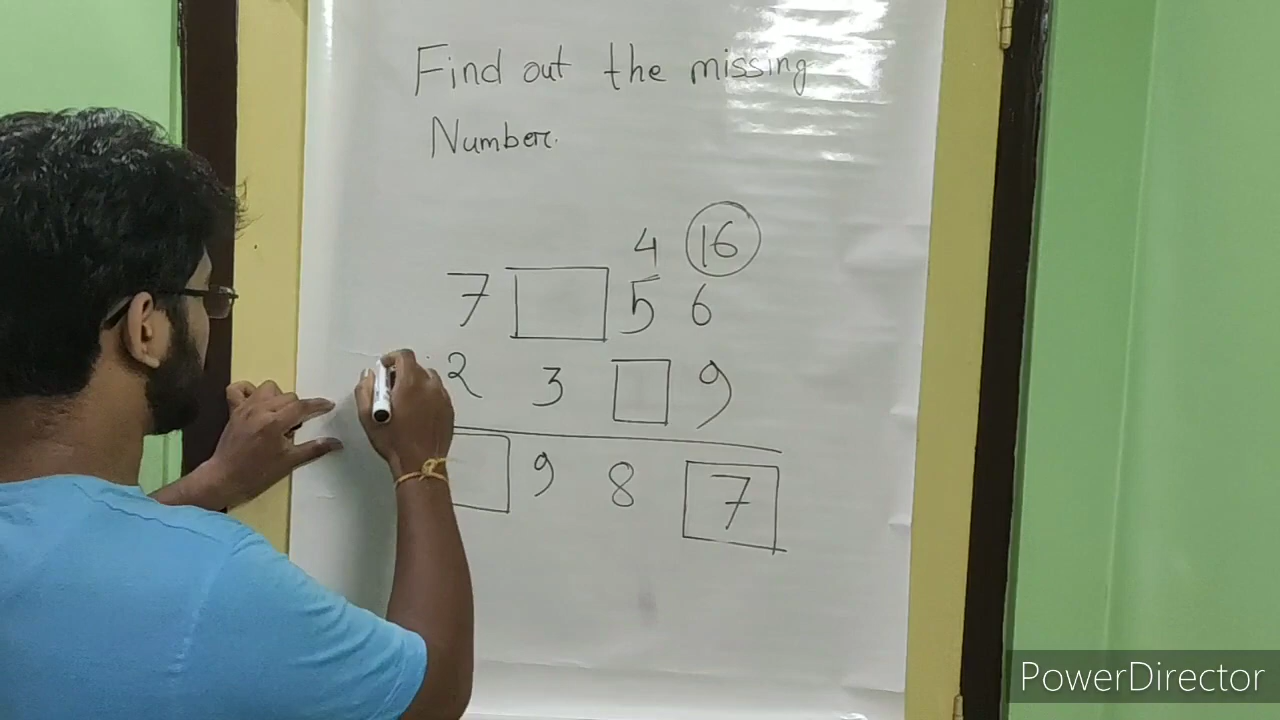 Find out the missing
Number.
4 16
7 5 6
2 3 9
9 8 7
PowerDirector